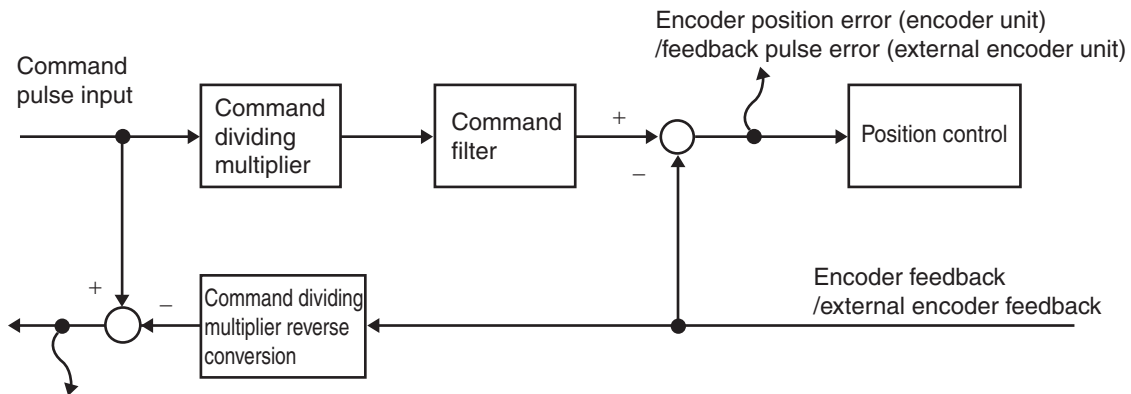 Encoder position error (encoder unit)
/feedback pulse error (external encoder unit)
Command
pulse input
Command
dividing
multiplier
Command
filter
+
−
Position control
+
−
Command dividing
multiplier reverse
conversion
Encoder feedback
/external encoder feedback